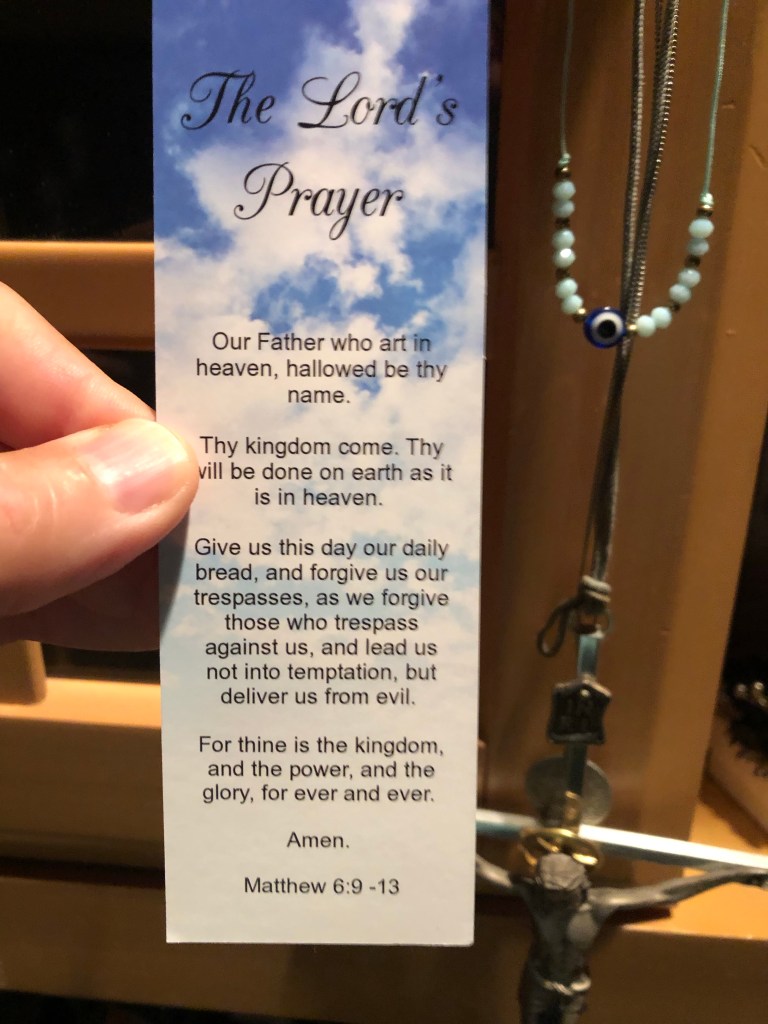 The Lord's
Prayer
Our Father who art in
heaven, hallowed be thy
name.
Thy kingdom come. Thy
will be done on earth as it
is in heaven.
Give us this day our daily
bread, and forgive us our
trespasses, as we forgive
those who trespass
against us, and lead us
not into temptation, but
deliver us from evil.
For thine is the kingdom,
and the power, and the
glory, for ever and ever.
Amen.
Matthew 6:9 -13